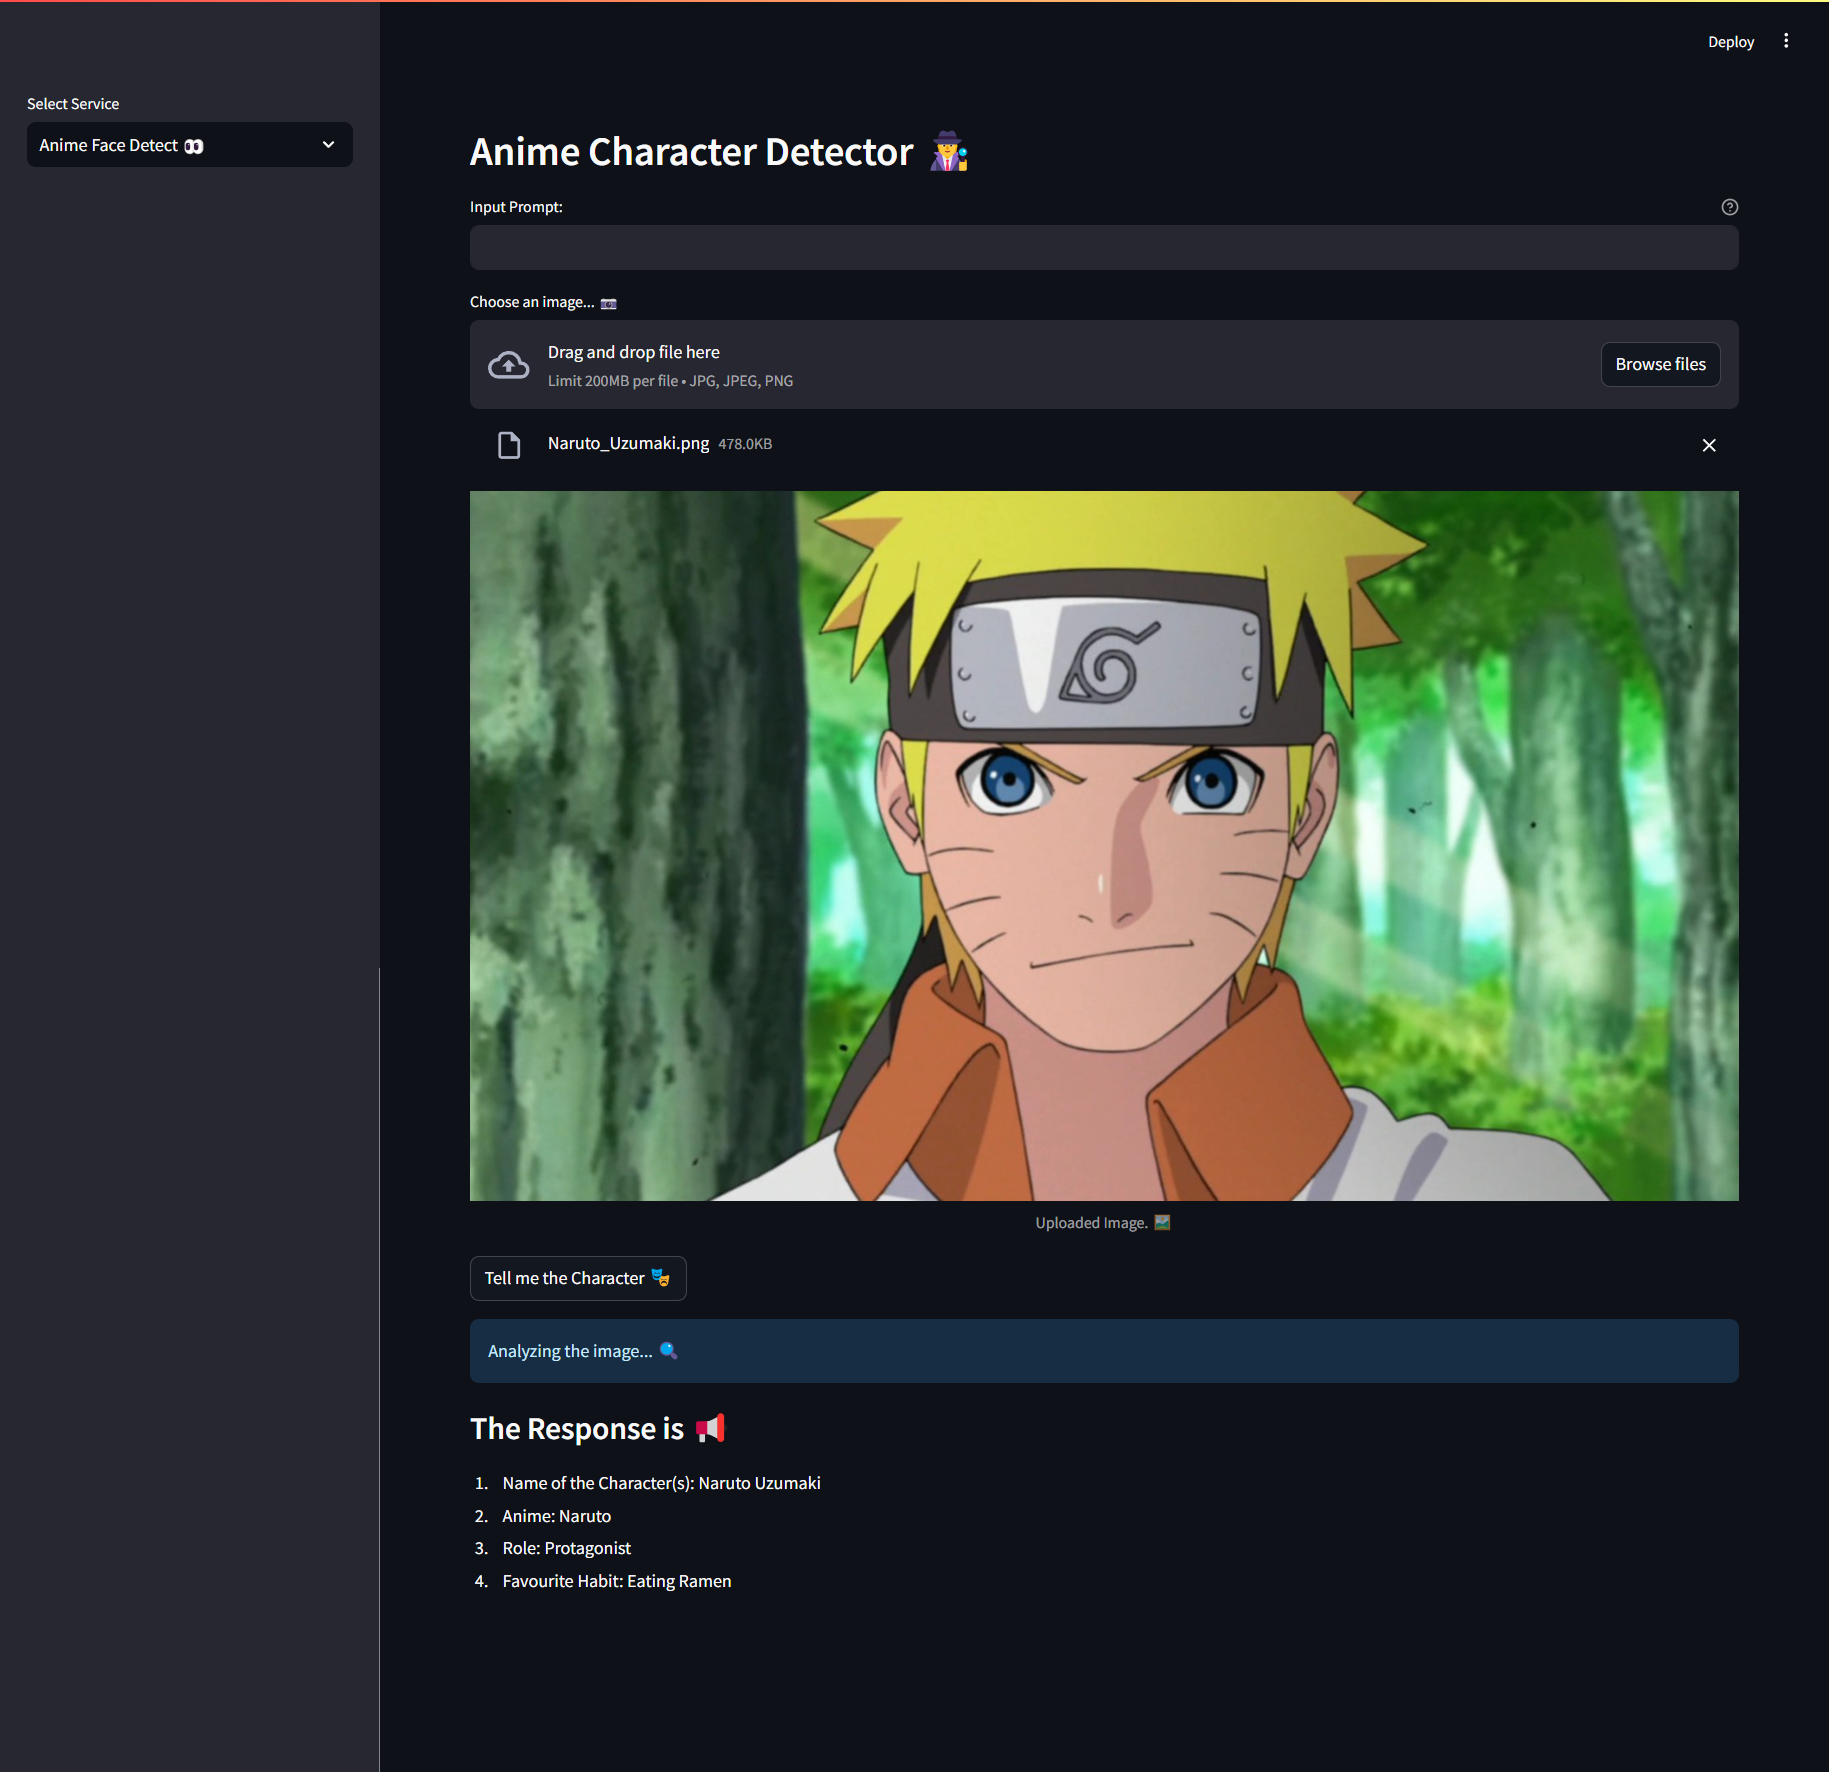 Deploy
Select Service
Anime Face Detect 👀
Anime Character Detector 🕵️
Input Prompt:
Choose an image... 📷
Drag and drop file here
Limit 200MB per file • JPG, JPEG, PNG
Browse files
Naruto_Uzumaki.png 478.0KB
Uploaded Image. 🖼️
Tell me the Character 🎭
Analyzing the image... 🔍
The Response is 📢
1. Name of the Character(s): Naruto Uzumaki
2. Anime: Naruto
3. Role: Protagonist
4. Favourite Habit: Eating Ramen